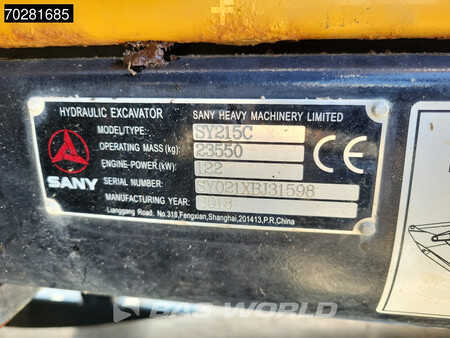 70281685
HYDRAULIC EXCAVATOR SANY HEAVY MACHINERY LIMITED
MODEL/TYPE: SY215C
OPERATING MASS(kg): 23550
ENGINE-POWER(kW): 122
SERIAL NUMBER: SY021XBJ31598
MANUFACTURING YEAR: 2018
SANY
CE
Lianggang Road, No.318,Fengxian,Shanghai,201413,P.R,China
BAS WORLD